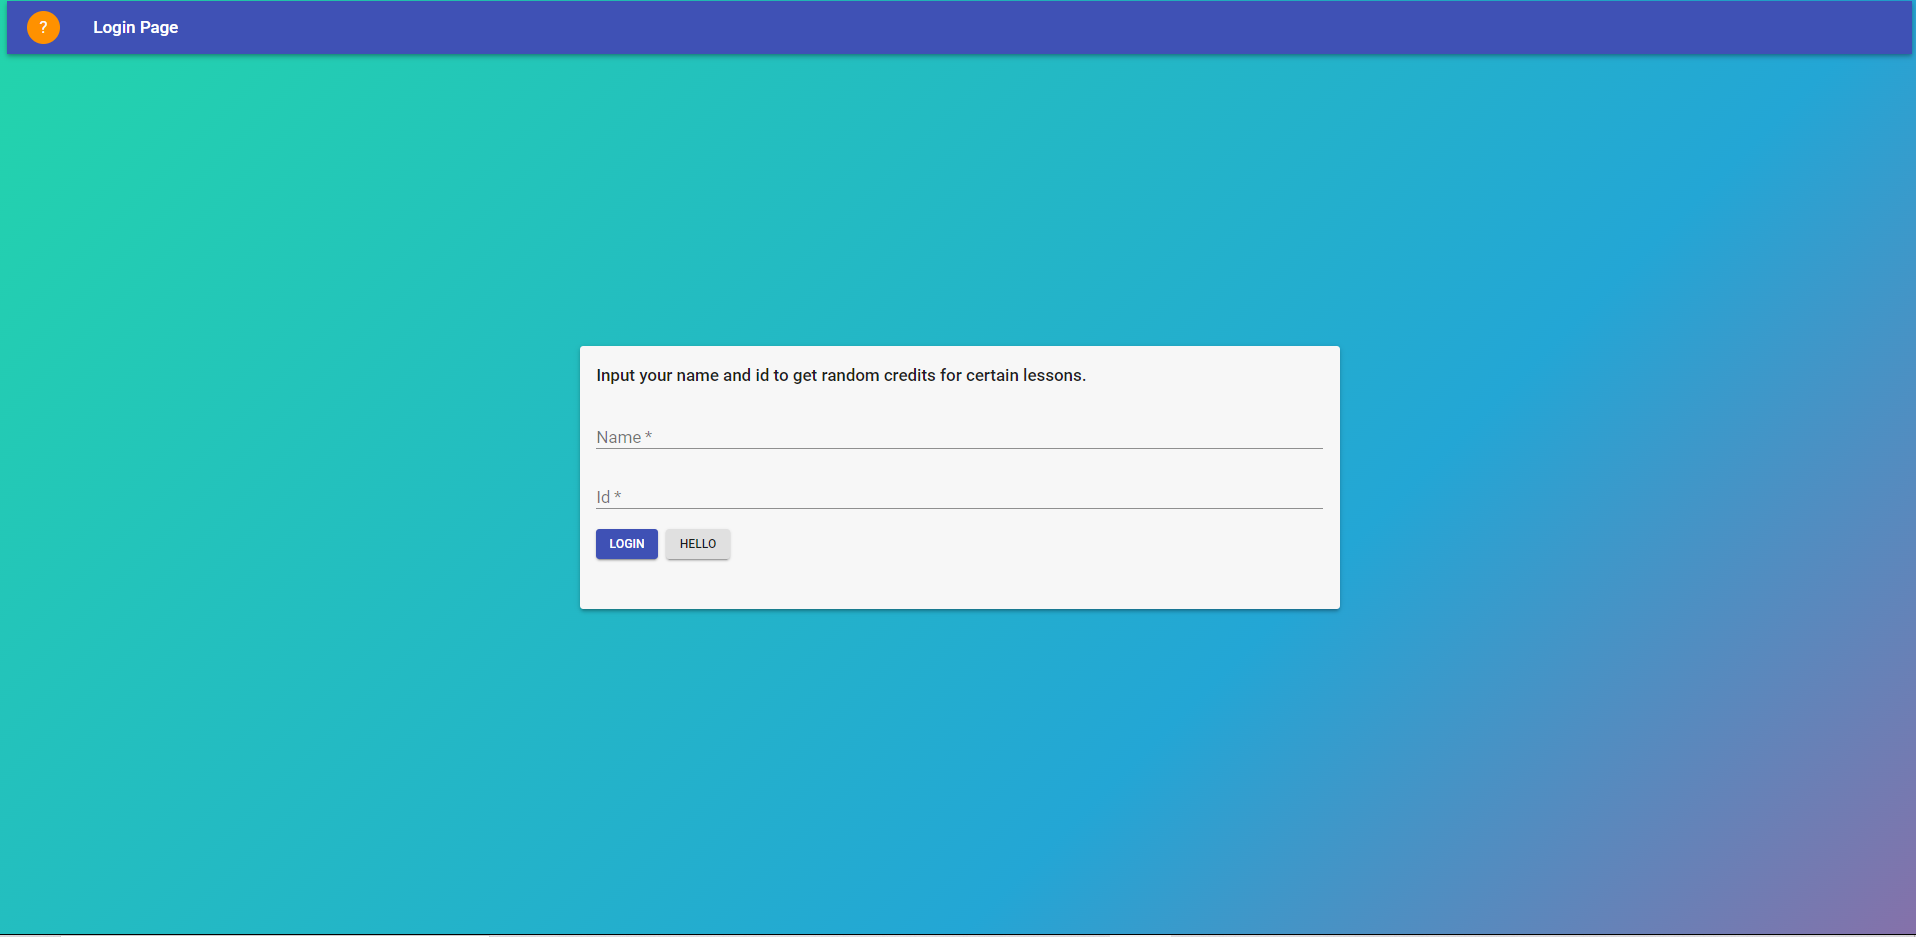 ?
Login Page
Input your name and id to get random credits for certain lessons.
Name *
Id *
LOGIN HELLO